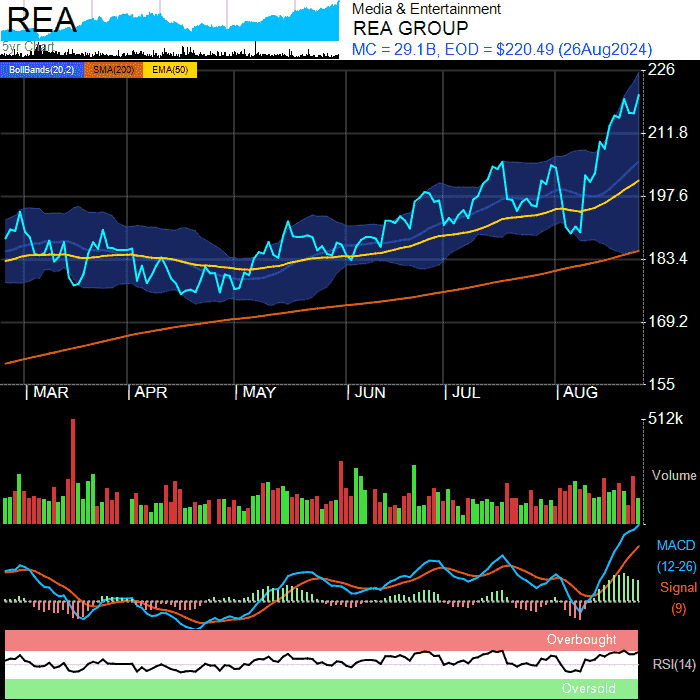 REA
5yr Chart
Media & Entertainment
REA GROUP
MC = 29.1B, EOD = $220.49 (26Aug2024)
BollBands(20,2) SMA(200) EMA(50)
226
211.8
197.6
183.4
169.2
155
MAR APR MAY JUN JUL AUG
512k
Volume
MACD
(12-26)
Signal
(9)
Overbought
RSI(14)
Oversold